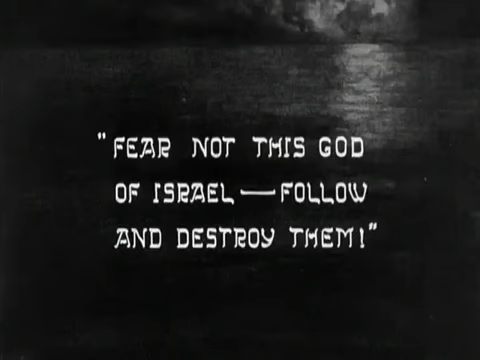 "FEAR NOT THIS GOD
OF ISRAEL — FOLLOW
AND DESTROY THEM!"